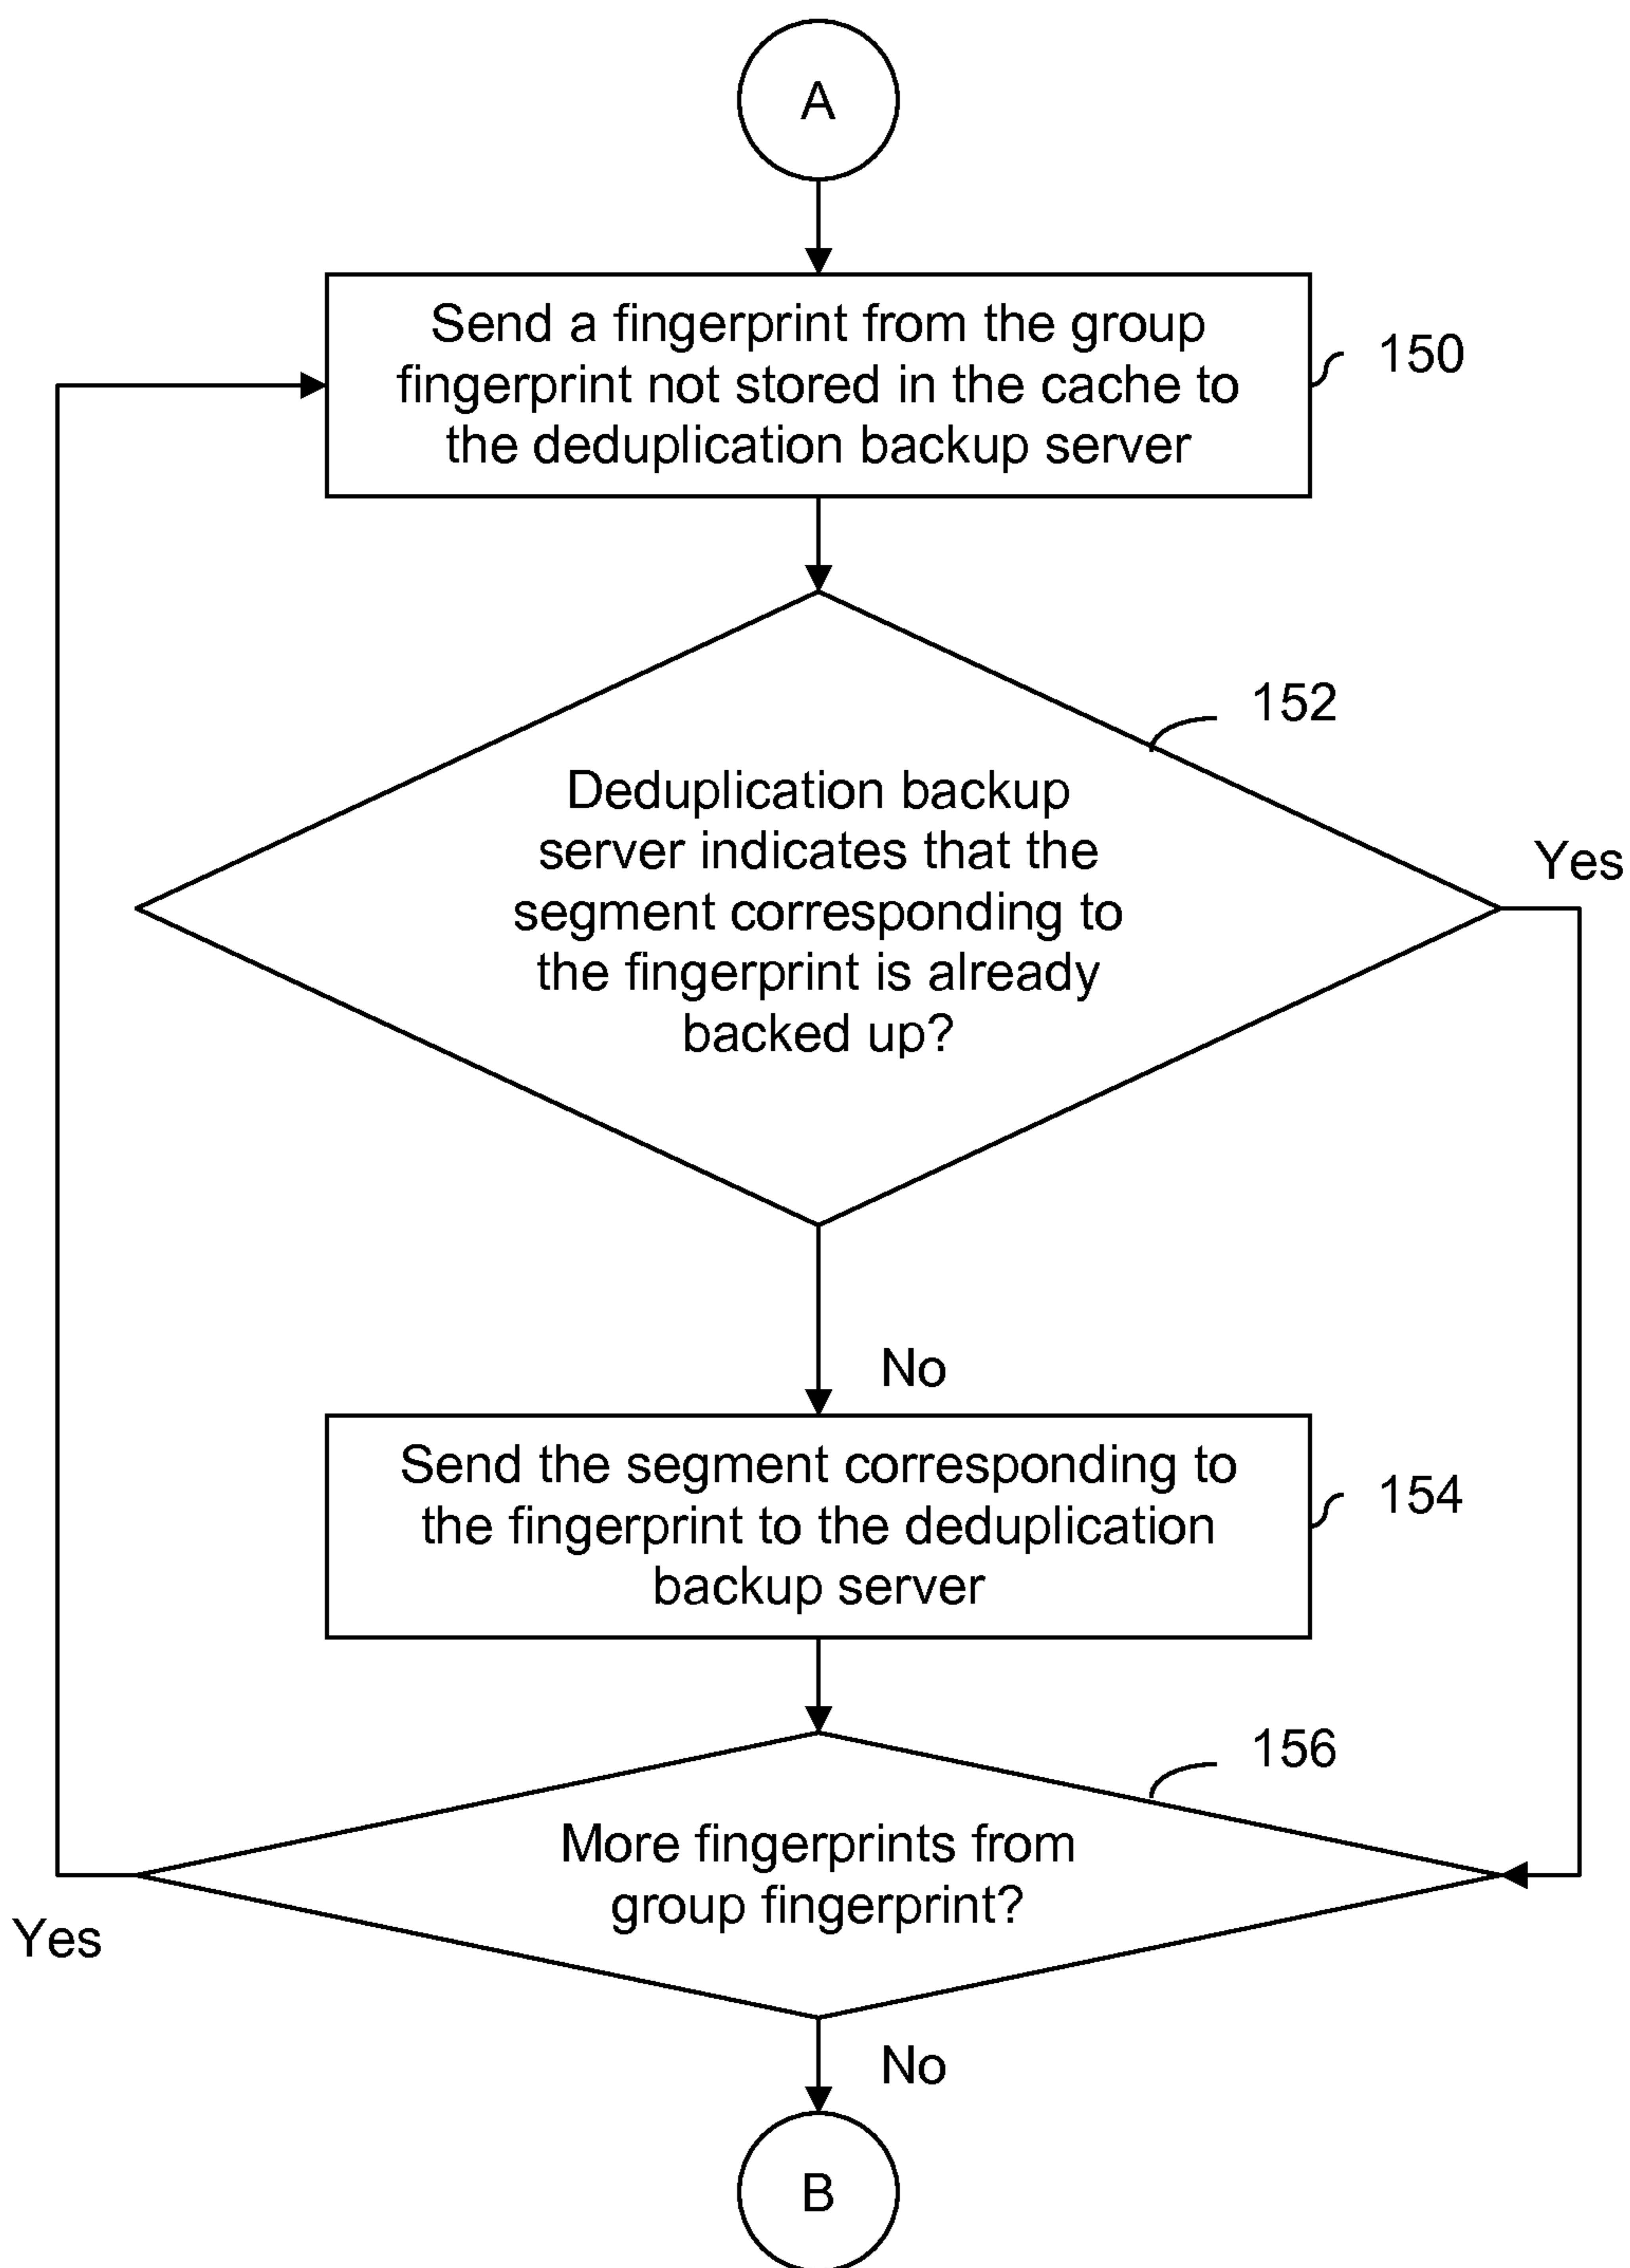 A
Send a fingerprint from the group
fingerprint not stored in the cache to
the deduplication backup server
150
152
Deduplication backup
server indicates that the
segment corresponding to
the fingerprint is already
backed up?
Yes
No
Send the segment corresponding to
the fingerprint to the deduplication
backup server
154
156
More fingerprints from
group fingerprint?
Yes
No
B